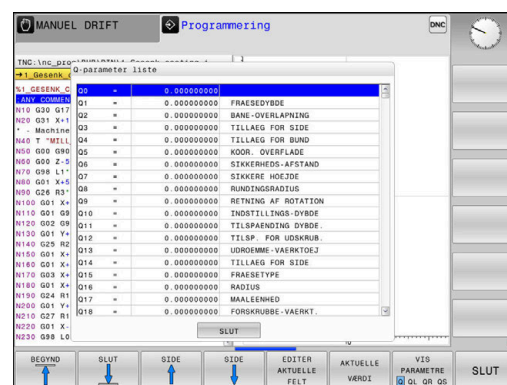 MANUEL DRIFT
Programmering
DNC
→1_Gesenk_
Q-parameter liste
%1_GESENK_C
ANY COMMEN
N10 G30 G17
N20 G31 X+1
* - Machine
N40 T "MILL_
N50 G00 G90
N60 G00 Z-5
N70 G98 L1*
N80 G01 X+5
N90 G26 R3*
N100 G01 X+
N110 G01 G9
N120 G02 G9
N130 G01 Y+
N140 G25 R2
N150 G01 X+
N160 G01 X+
N170 G03 X+
N180 G01 X+
N190 G24 R1
N200 G01 Y+
N210 G27 R1
N220 G01 X-
N230 G98 L0
Q0 = 0.000000000
Q1 = 0.000000000 FRAESEDYBDE
Q2 = 0.000000000 BANE-OVERLAPNING
Q3 = 0.000000000 TILLAEG FOR SIDE
Q4 = 0.000000000 TILLAEG FOR BUND
Q5 = 0.000000000 KOOR. OVERFLADE
Q6 = 0.000000000 SIKKERHEDS-AFSTAND
Q7 = 0.000000000 SIKKERE HOEJDE
Q8 = 0.000000000 RUNDINGSRADIUS
Q9 = 0.000000000 RETNING AF ROTATION
Q10 = 0.000000000 INDSTILLINGS-DYBDE
Q11 = 0.000000000 TILSPAENDING DYBDE.
Q12 = 0.000000000 TILSP. FOR UDSKRUB.
Q13 = 0.000000000 UDROEMME-VAERKTOEJ
Q14 = 0.000000000 TILLAEG FOR SIDE
Q15 = 0.000000000 FRAESETYPE
Q16 = 0.000000000 RADIUS
Q17 = 0.000000000 MAALEENHED
Q18 = 0.000000000 FORSKRUBBE-VAERKT.
SLUT
BEGYND
SLUT
SIDE
SIDE
EDITER
AKTUELLE
FELT
AKTUELLE
VÆRDI
VIS
PARAMETRE
Q QL QR QS
SLUT